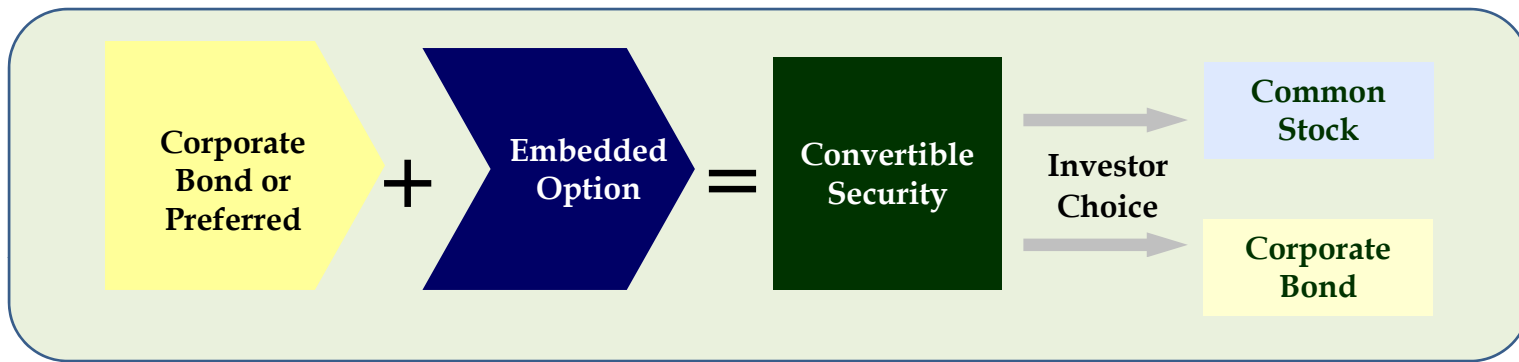 Corporate
Bond or
Preferred
+
Embedded
Option
=
Convertible
Security
Investor
Choice
Common
Stock
Corporate
Bond